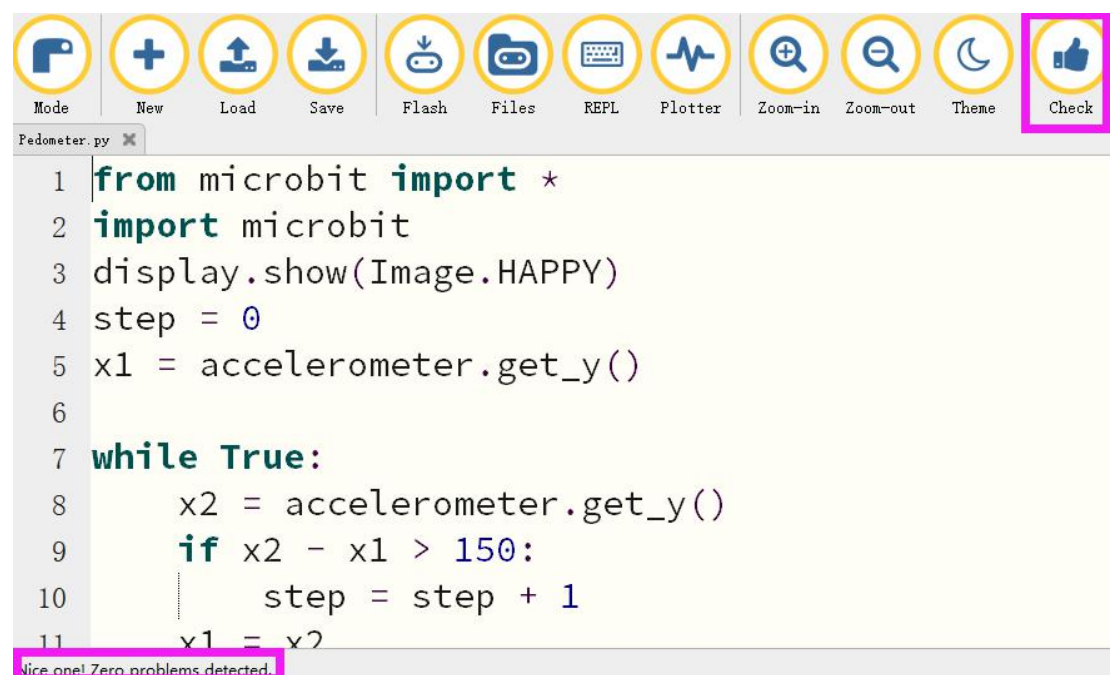 Mode New Load Save Flash Files REPL Plotter Zoom-in Zoom-out Theme Check
Pedometer.py
1 from microbit import *
2 import microbit
3 display.show(Image.HAPPY)
4 step = 0
5 x1 = accelerometer.get_y()
6
7 while True:
8     x2 = accelerometer.get_y()
9     if x2 - x1 > 150:
10         step = step + 1
11     x1 = x2
Nice one! Zero problems detected.